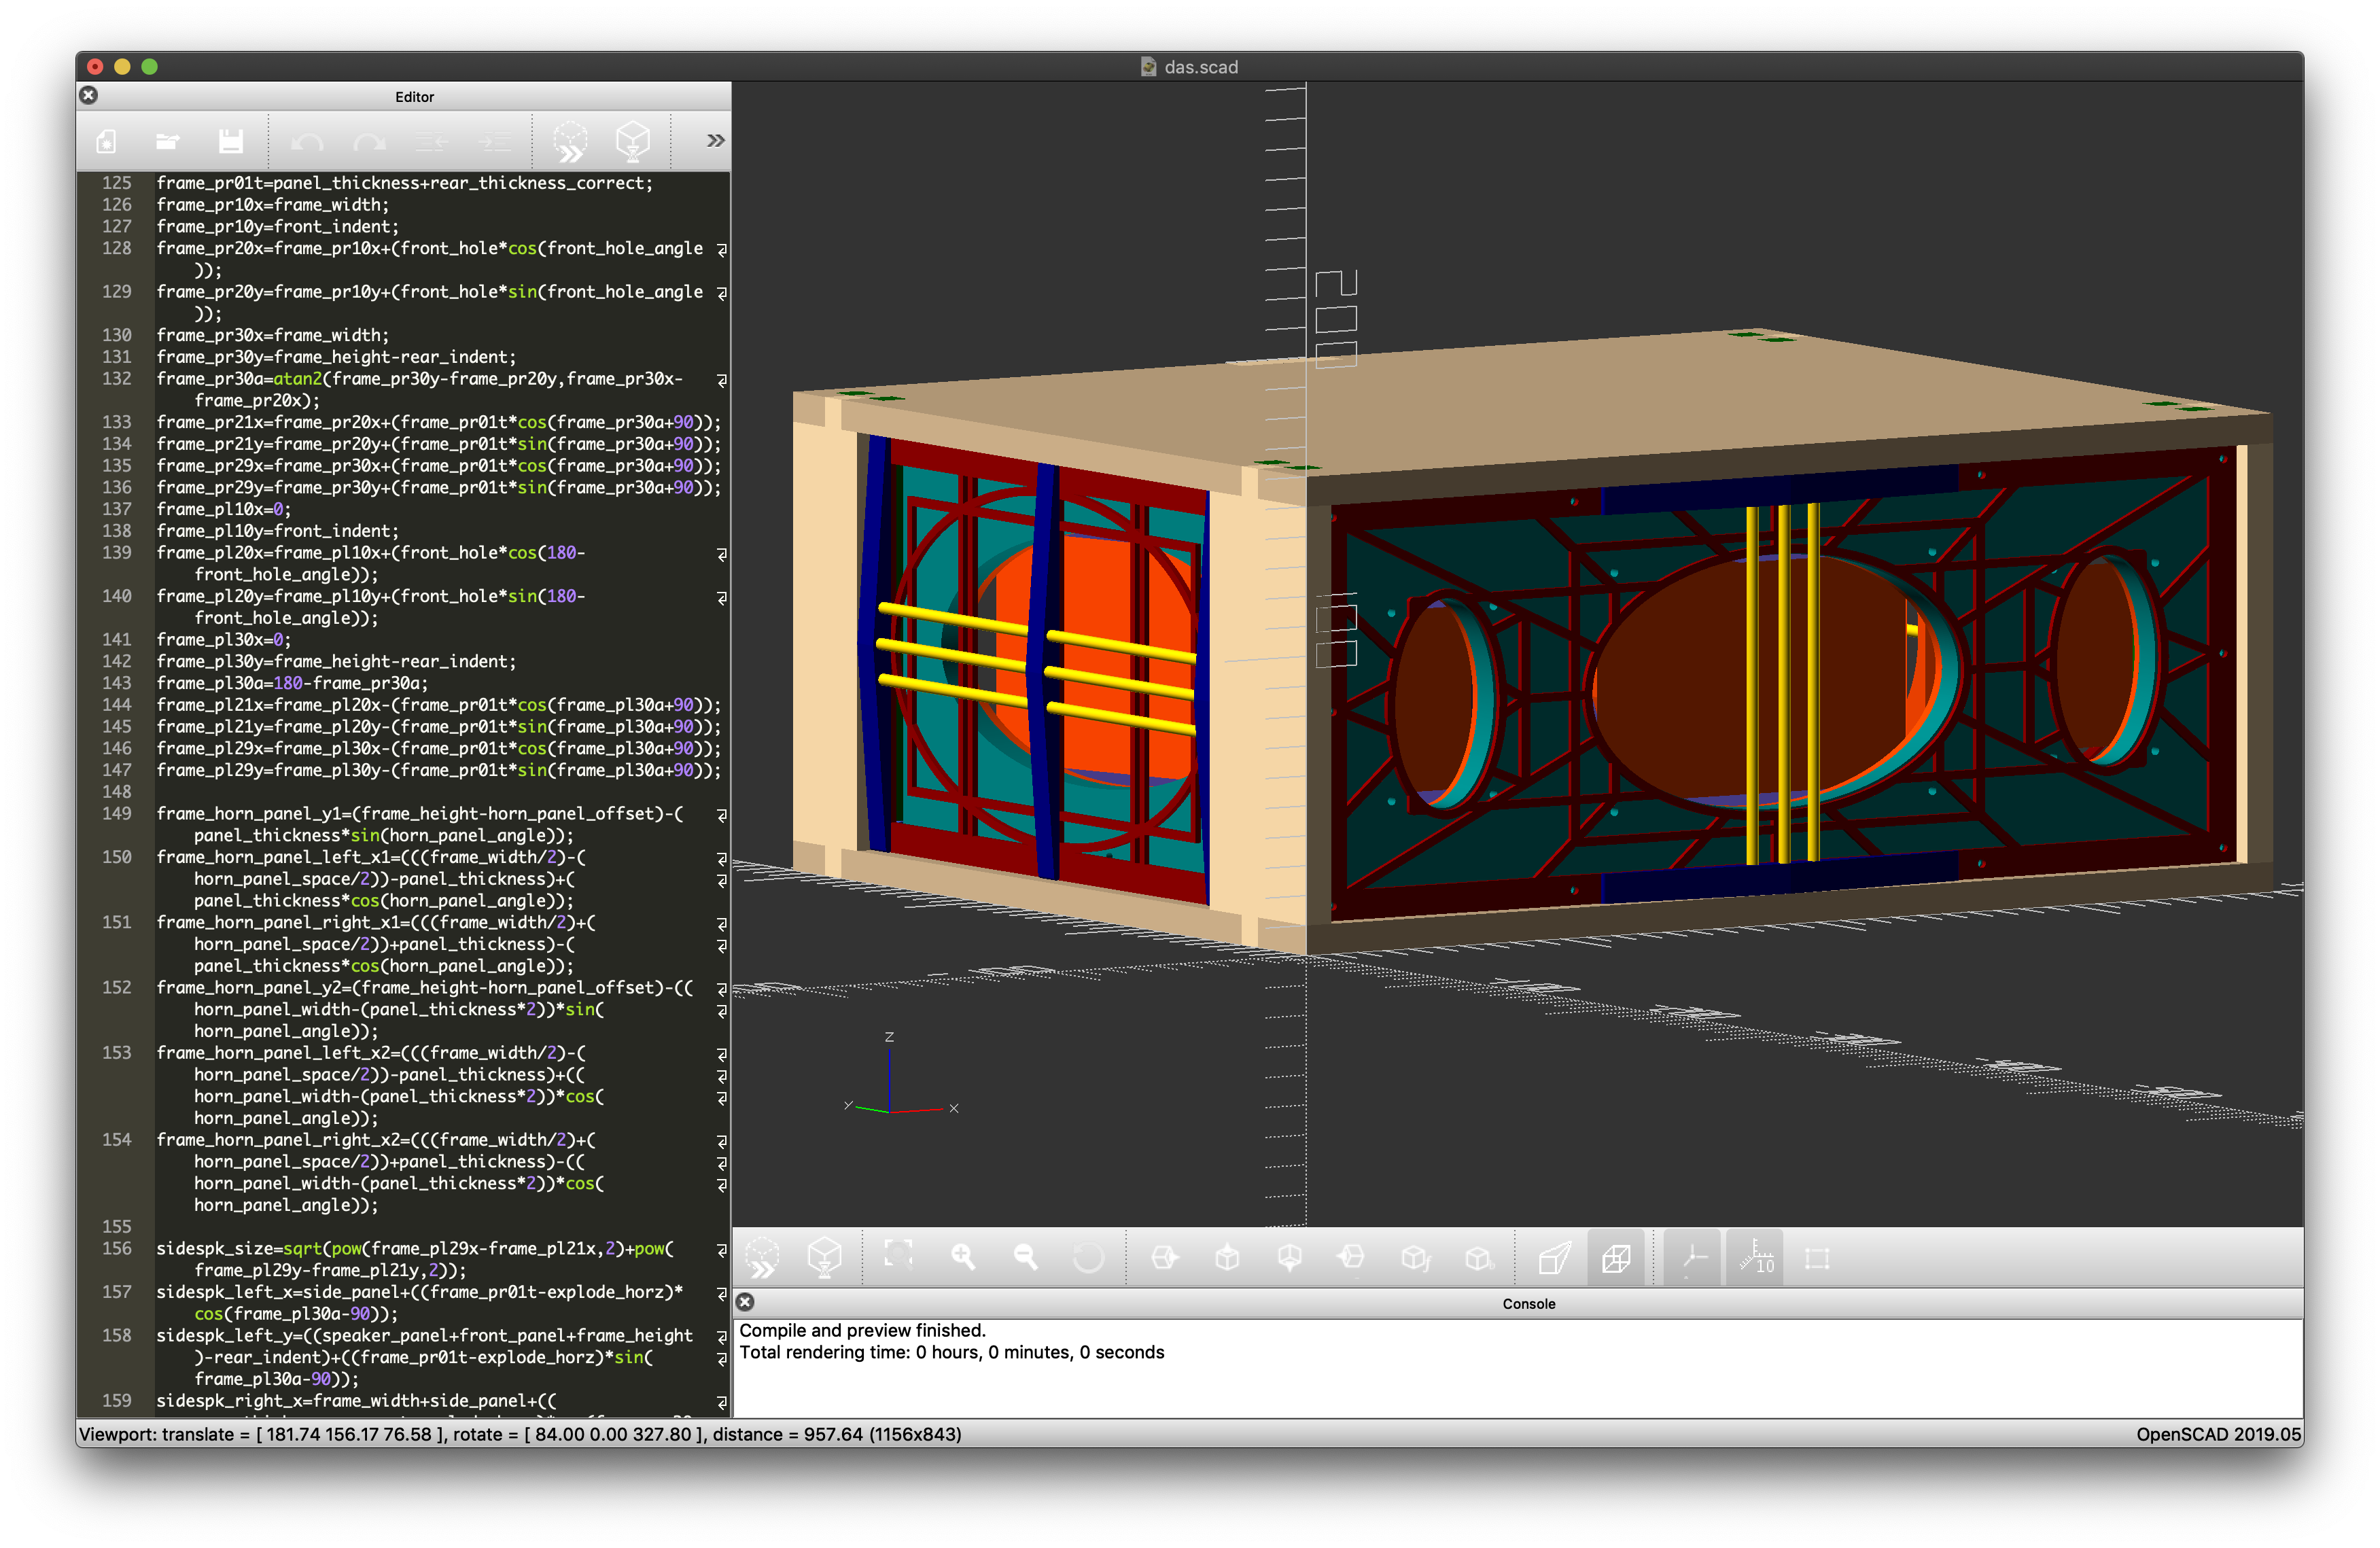 das.scad
Editor
125 frame_pr01t=panel_thickness+rear_thickness_correct;
126 frame_pr10x=frame_width;
127 frame_pr10y=front_indent;
128 frame_pr20x=frame_pr10x+(front_hole*cos(front_hole_angle
));
129 frame_pr20y=frame_pr10y+(front_hole*sin(front_hole_angle
));
130 frame_pr30x=frame_width;
131 frame_pr30y=frame_height-rear_indent;
132 frame_pr30a=atan2(frame_pr30y-frame_pr20y,frame_pr30x-
frame_pr20x);
133 frame_pr21x=frame_pr20x+(frame_pr01t*cos(frame_pr30a+90));
134 frame_pr21y=frame_pr20y+(frame_pr01t*sin(frame_pr30a+90));
135 frame_pr29x=frame_pr30x+(frame_pr01t*cos(frame_pr30a+90));
136 frame_pr29y=frame_pr30y+(frame_pr01t*sin(frame_pr30a+90));
137 frame_pl10x=0;
138 frame_pl10y=front_indent;
139 frame_pl20x=frame_pl10x+(front_hole*cos(180-
front_hole_angle));
140 frame_pl20y=frame_pl10y+(front_hole*sin(180-
front_hole_angle));
141 frame_pl30x=0;
142 frame_pl30y=frame_height-rear_indent;
143 frame_pl30a=180-frame_pr30a;
144 frame_pl21x=frame_pl20x-(frame_pr01t*cos(frame_pl30a+90));
145 frame_pl21y=frame_pl20y-(frame_pr01t*sin(frame_pl30a+90));
146 frame_pl29x=frame_pl30x-(frame_pr01t*cos(frame_pl30a+90));
147 frame_pl29y=frame_pl30y-(frame_pr01t*sin(frame_pl30a+90));
148
149 frame_horn_panel_y1=(frame_height-horn_panel_offset)-(
panel_thickness*sin(horn_panel_angle));
150 frame_horn_panel_left_x1=(((frame_width/2)-(
horn_panel_space/2))-panel_thickness)+(
panel_thickness*cos(horn_panel_angle));
151 frame_horn_panel_right_x1=(((frame_width/2)+(
horn_panel_space/2))+panel_thickness)-(
panel_thickness*cos(horn_panel_angle));
152 frame_horn_panel_y2=(frame_height-horn_panel_offset)-((
horn_panel_width-(panel_thickness*2))*sin(
horn_panel_angle));
153 frame_horn_panel_left_x2=(((frame_width/2)-(
horn_panel_space/2))-panel_thickness)+((
horn_panel_width-(panel_thickness*2))*cos(
horn_panel_angle));
154 frame_horn_panel_right_x2=(((frame_width/2)+(
horn_panel_space/2))+panel_thickness)-((
horn_panel_width-(panel_thickness*2))*cos(
horn_panel_angle));
155
156 sidespk_size=sqrt(pow(frame_pl29x-frame_pl21x,2)+pow(
frame_pl29y-frame_pl21y,2));
157 sidespk_left_x=side_panel+((frame_pr01t-explode_horz)*
cos(frame_pl30a-90));
158 sidespk_left_y=((speaker_panel+front_panel+frame_height
)-rear_indent)+((frame_pr01t-explode_horz)*sin(
frame_pl30a-90));
159 sidespk_right_x=frame_width+side_panel+((
200
100
Z
Y
X
10
Console
Compile and preview finished.
Total rendering time: 0 hours, 0 minutes, 0 seconds
Viewport: translate = [ 181.74 156.17 76.58 ], rotate = [ 84.00 0.00 327.80 ], distance = 957.64 (1156x843)
OpenSCAD 2019.05